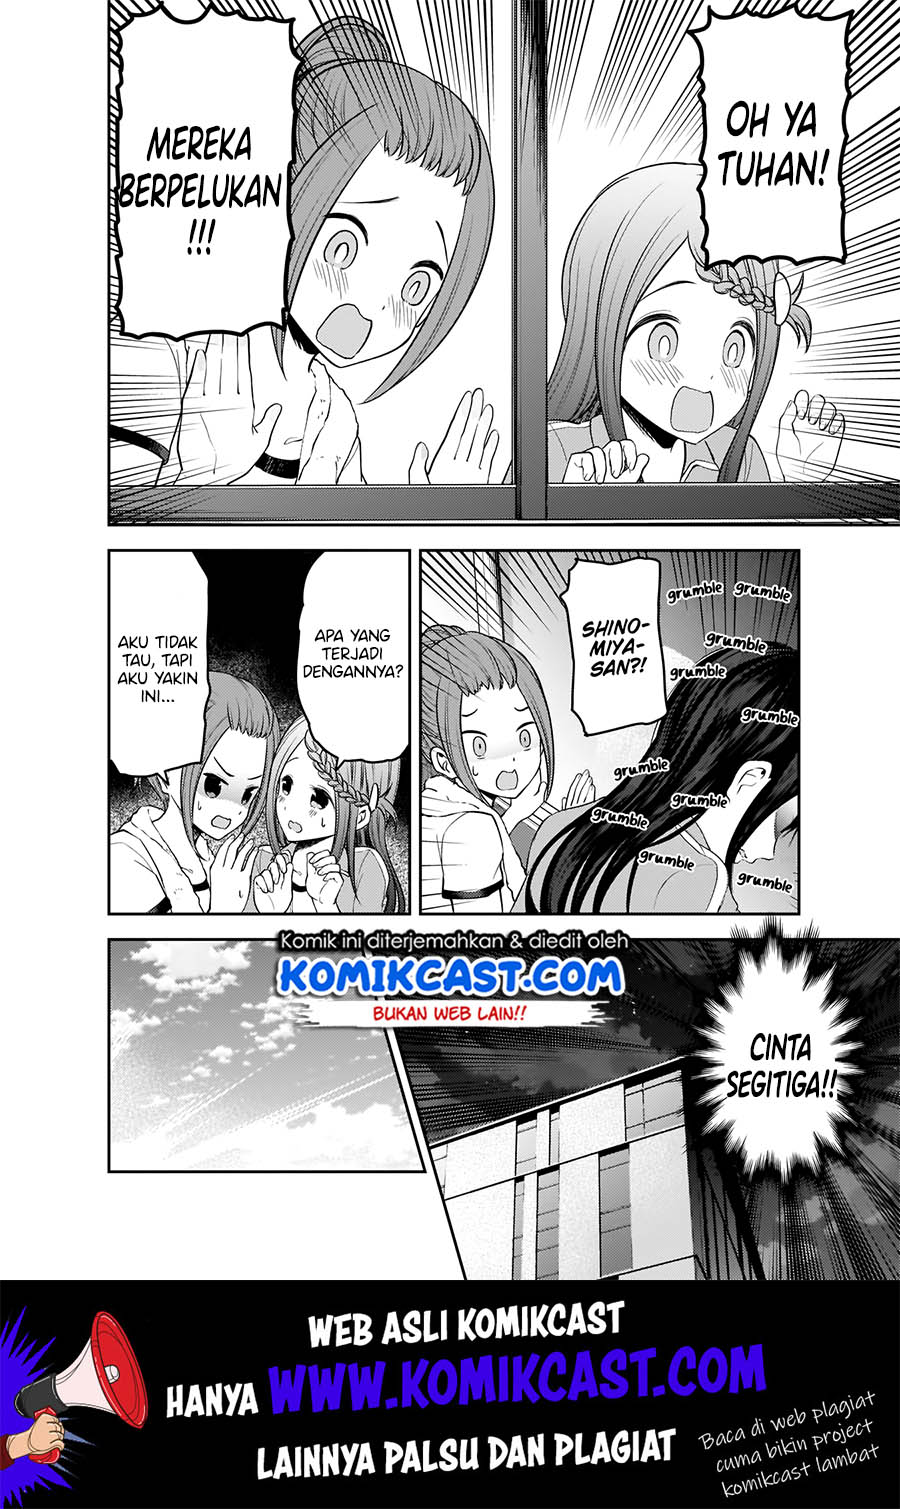 OH YA
TUHAN!
MEREKA
BERPELUKAN
!!!
SHINO-
MIYA-
SAN?!
grumble
grumble
grumble
grumble
grumble
grumble
grumble
grumble
grumble
grumble
APA YANG
TERJADI
DENGANNYA?
AKU TIDAK
TAU, TAPI
AKU YAKIN
INI...
Komik ini diterjemahkan & diedit oleh
KOMIKCAST.COM
BUKAN WEB LAIN!!
CINTA
SEGITIGA!!
WEB ASLI KOMIKCAST
HANYA WWW.KOMIKCAST.COM
LAINNYA PALSU DAN PLAGIAT
Baca di web plagiat
cuma bikin project
komikcast lambat